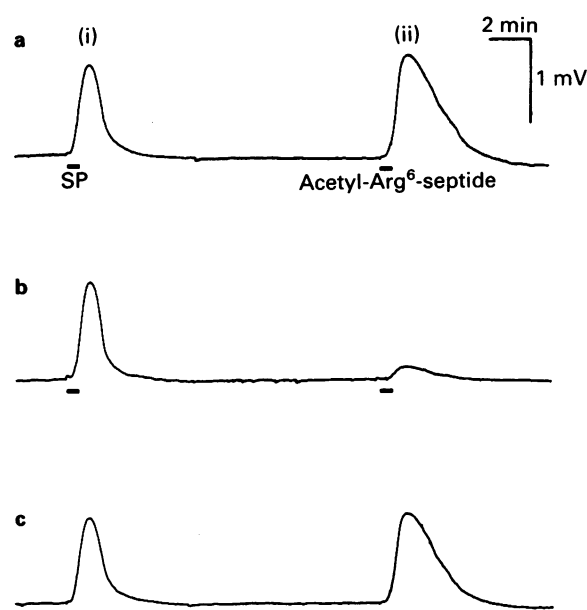 a
(i)
(ii)
2 min
1 mV
SP
Acetyl-Arg⁶-septide
b
c